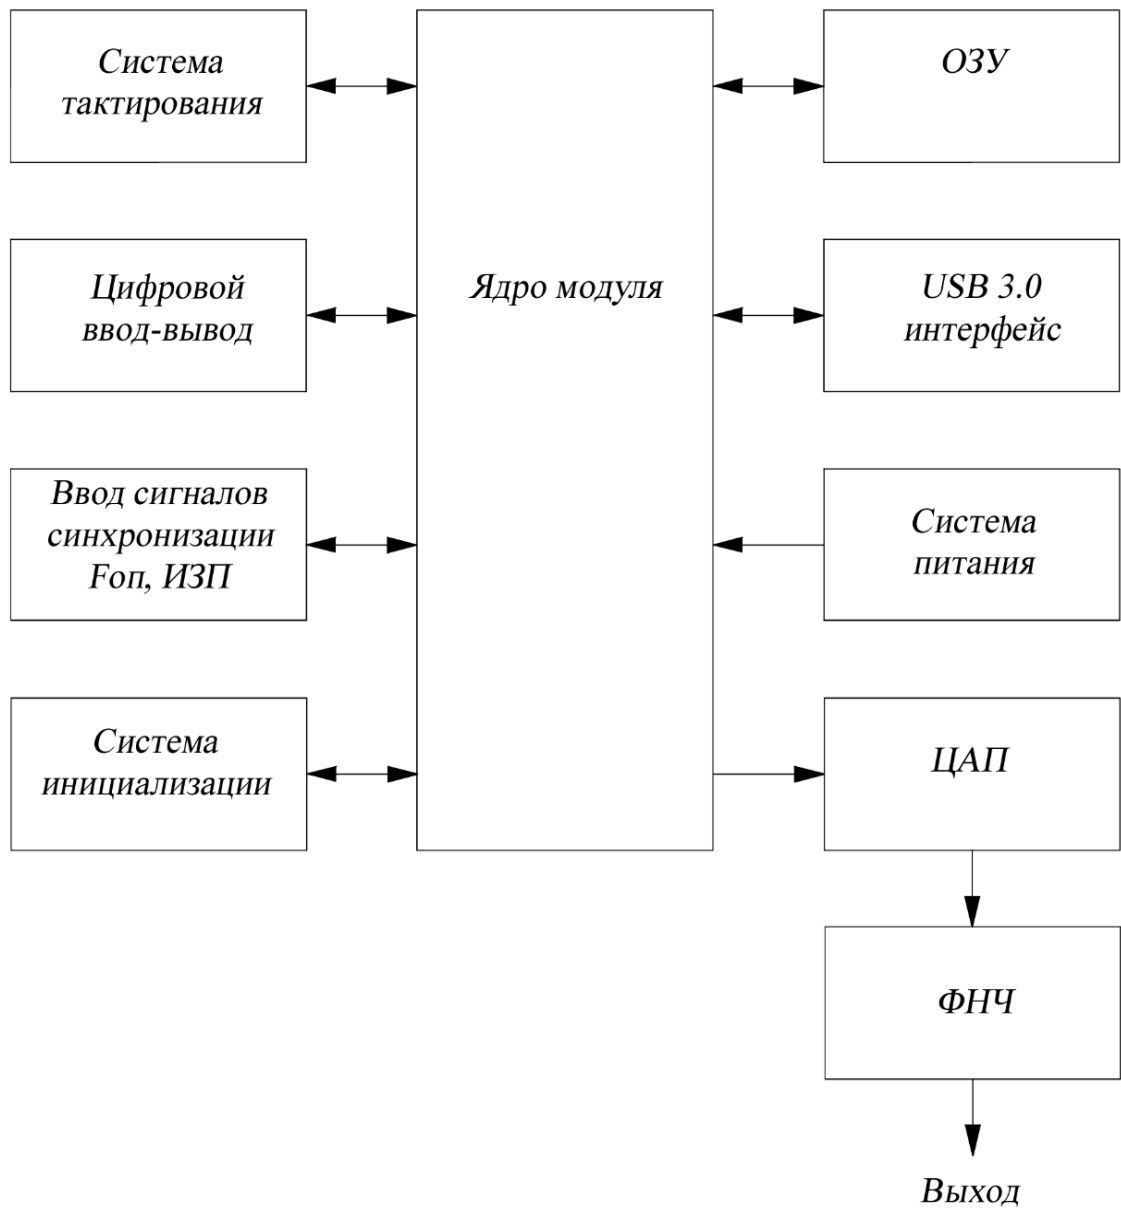 Система
тактирования
ОЗУ
Цифровой
ввод-вывод
Ядро модуля
USB 3.0
интерфейс
Ввод сигналов
синхронизации
Fоп, ИЗП
Система
питания
Система
инициализации
ЦАП
ФНЧ
Выход